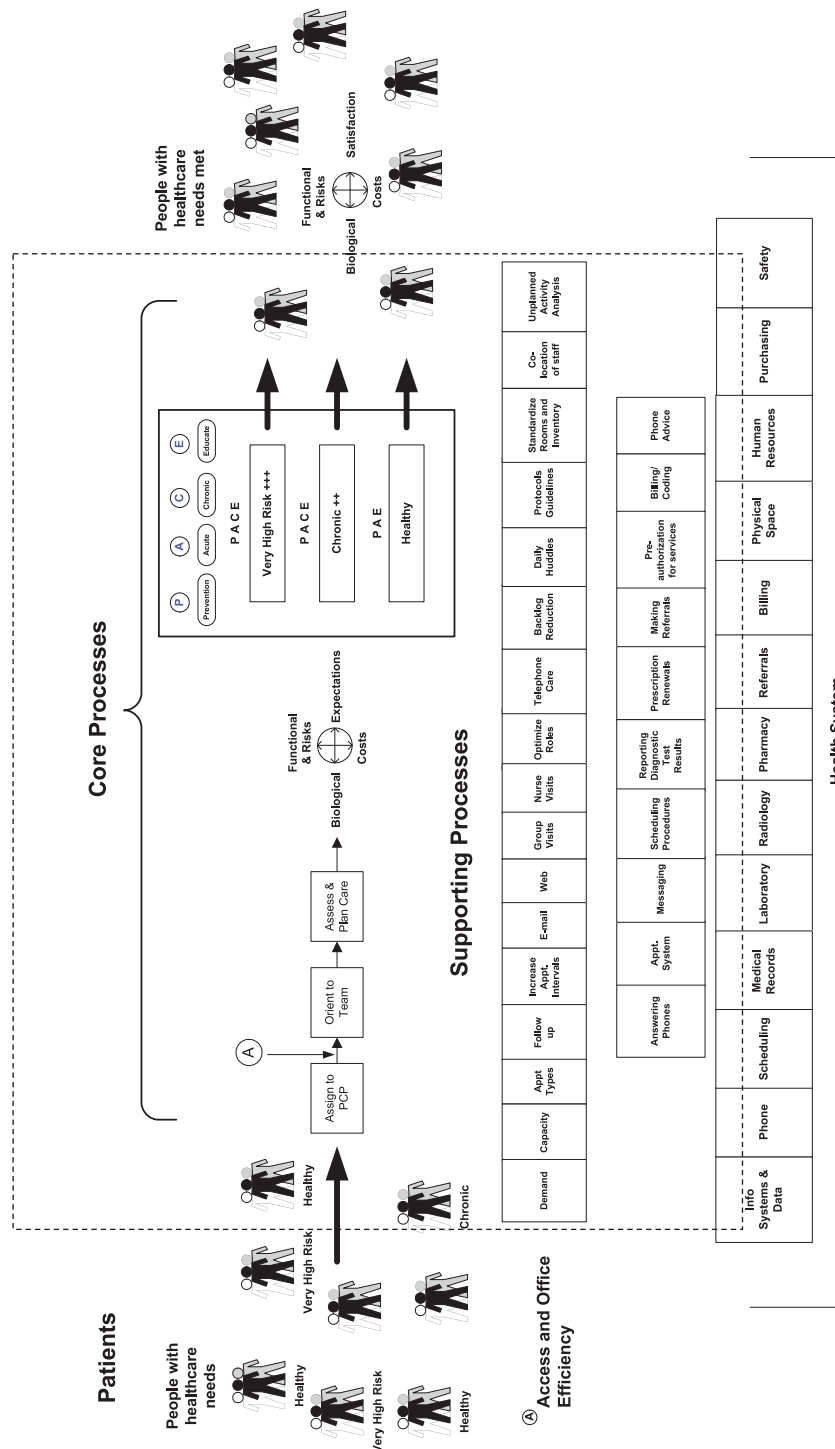 Patients
People with
healthcare
needs
Healthy
Very High Risk
Healthy
Very High Risk
Healthy
Chronic
Core Processes
Assign to
PCP
A
Orient to
Team
Assess &
Plan Care
Functional
& Risks
Biological
Expectations
Costs
P
A
C
E
Prevention
Acute
Chronic
Educate
P A C E
Very High Risk +++
P A C E
Chronic ++
P A E
Healthy
People with
healthcare
needs met
Functional
& Risks
Biological
Satisfaction
Costs
Supporting Processes
A Access and Office
Efficiency
Demand
Capacity
Appt
Types
Follow
up
Increase
Appt.
Intervals
E-mail
Web
Group
Visits
Nurse
Visits
Optimize
Roles
Telephone
Care
Backlog
Reduction
Daily
Huddles
Protocols
Guidelines
Standardize
Rooms and
Inventory
Co-
location
of staff
Unplanned
Activity
Analysis
Answering
Phones
Appt.
System
Messaging
Scheduling
Procedures
Reporting
Diagnostic
Test
Results
Prescription
Renewals
Making
Referrals
Pre-
authorization
for services
Billing/
Coding
Phone
Advice
Info
Systems &
Data
Phone
Scheduling
Medical
Records
Laboratory
Radiology
Pharmacy
Referrals
Billing
Physical
Space
Human
Resources
Purchasing
Safety
Health System